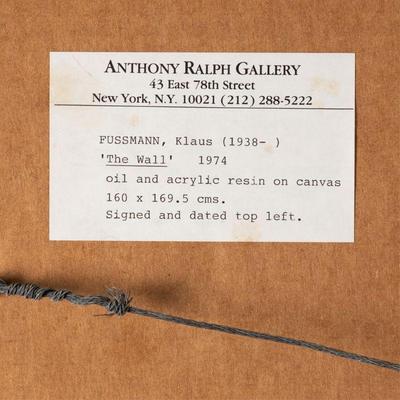 ANTHONY RALPH GALLERY
43 East 78th Street
New York, N.Y. 10021 (212) 288-5222
FUSSMANN, Klaus (1938- )
'The Wall' 1974
oil and acrylic resin on canvas
160 x 169.5 cms.
Signed and dated top left.